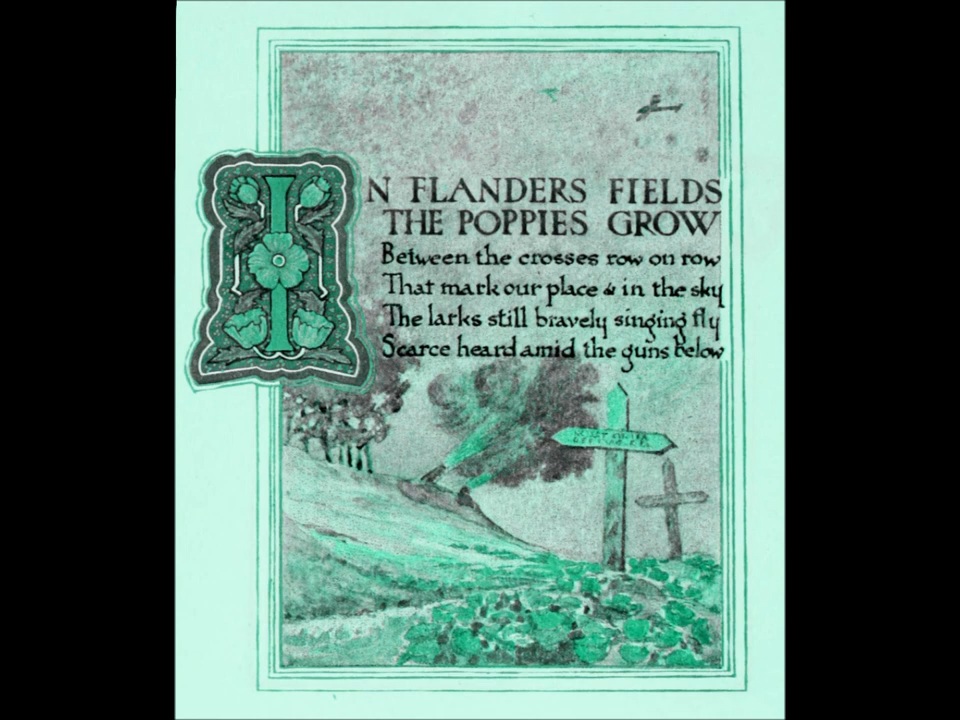 IN FLANDERS FIELDS
THE POPPIES GROW
Between the crosses row on row
That mark our place & in the sky
The larks still bravely singing fly
Scarce heard amid the guns below